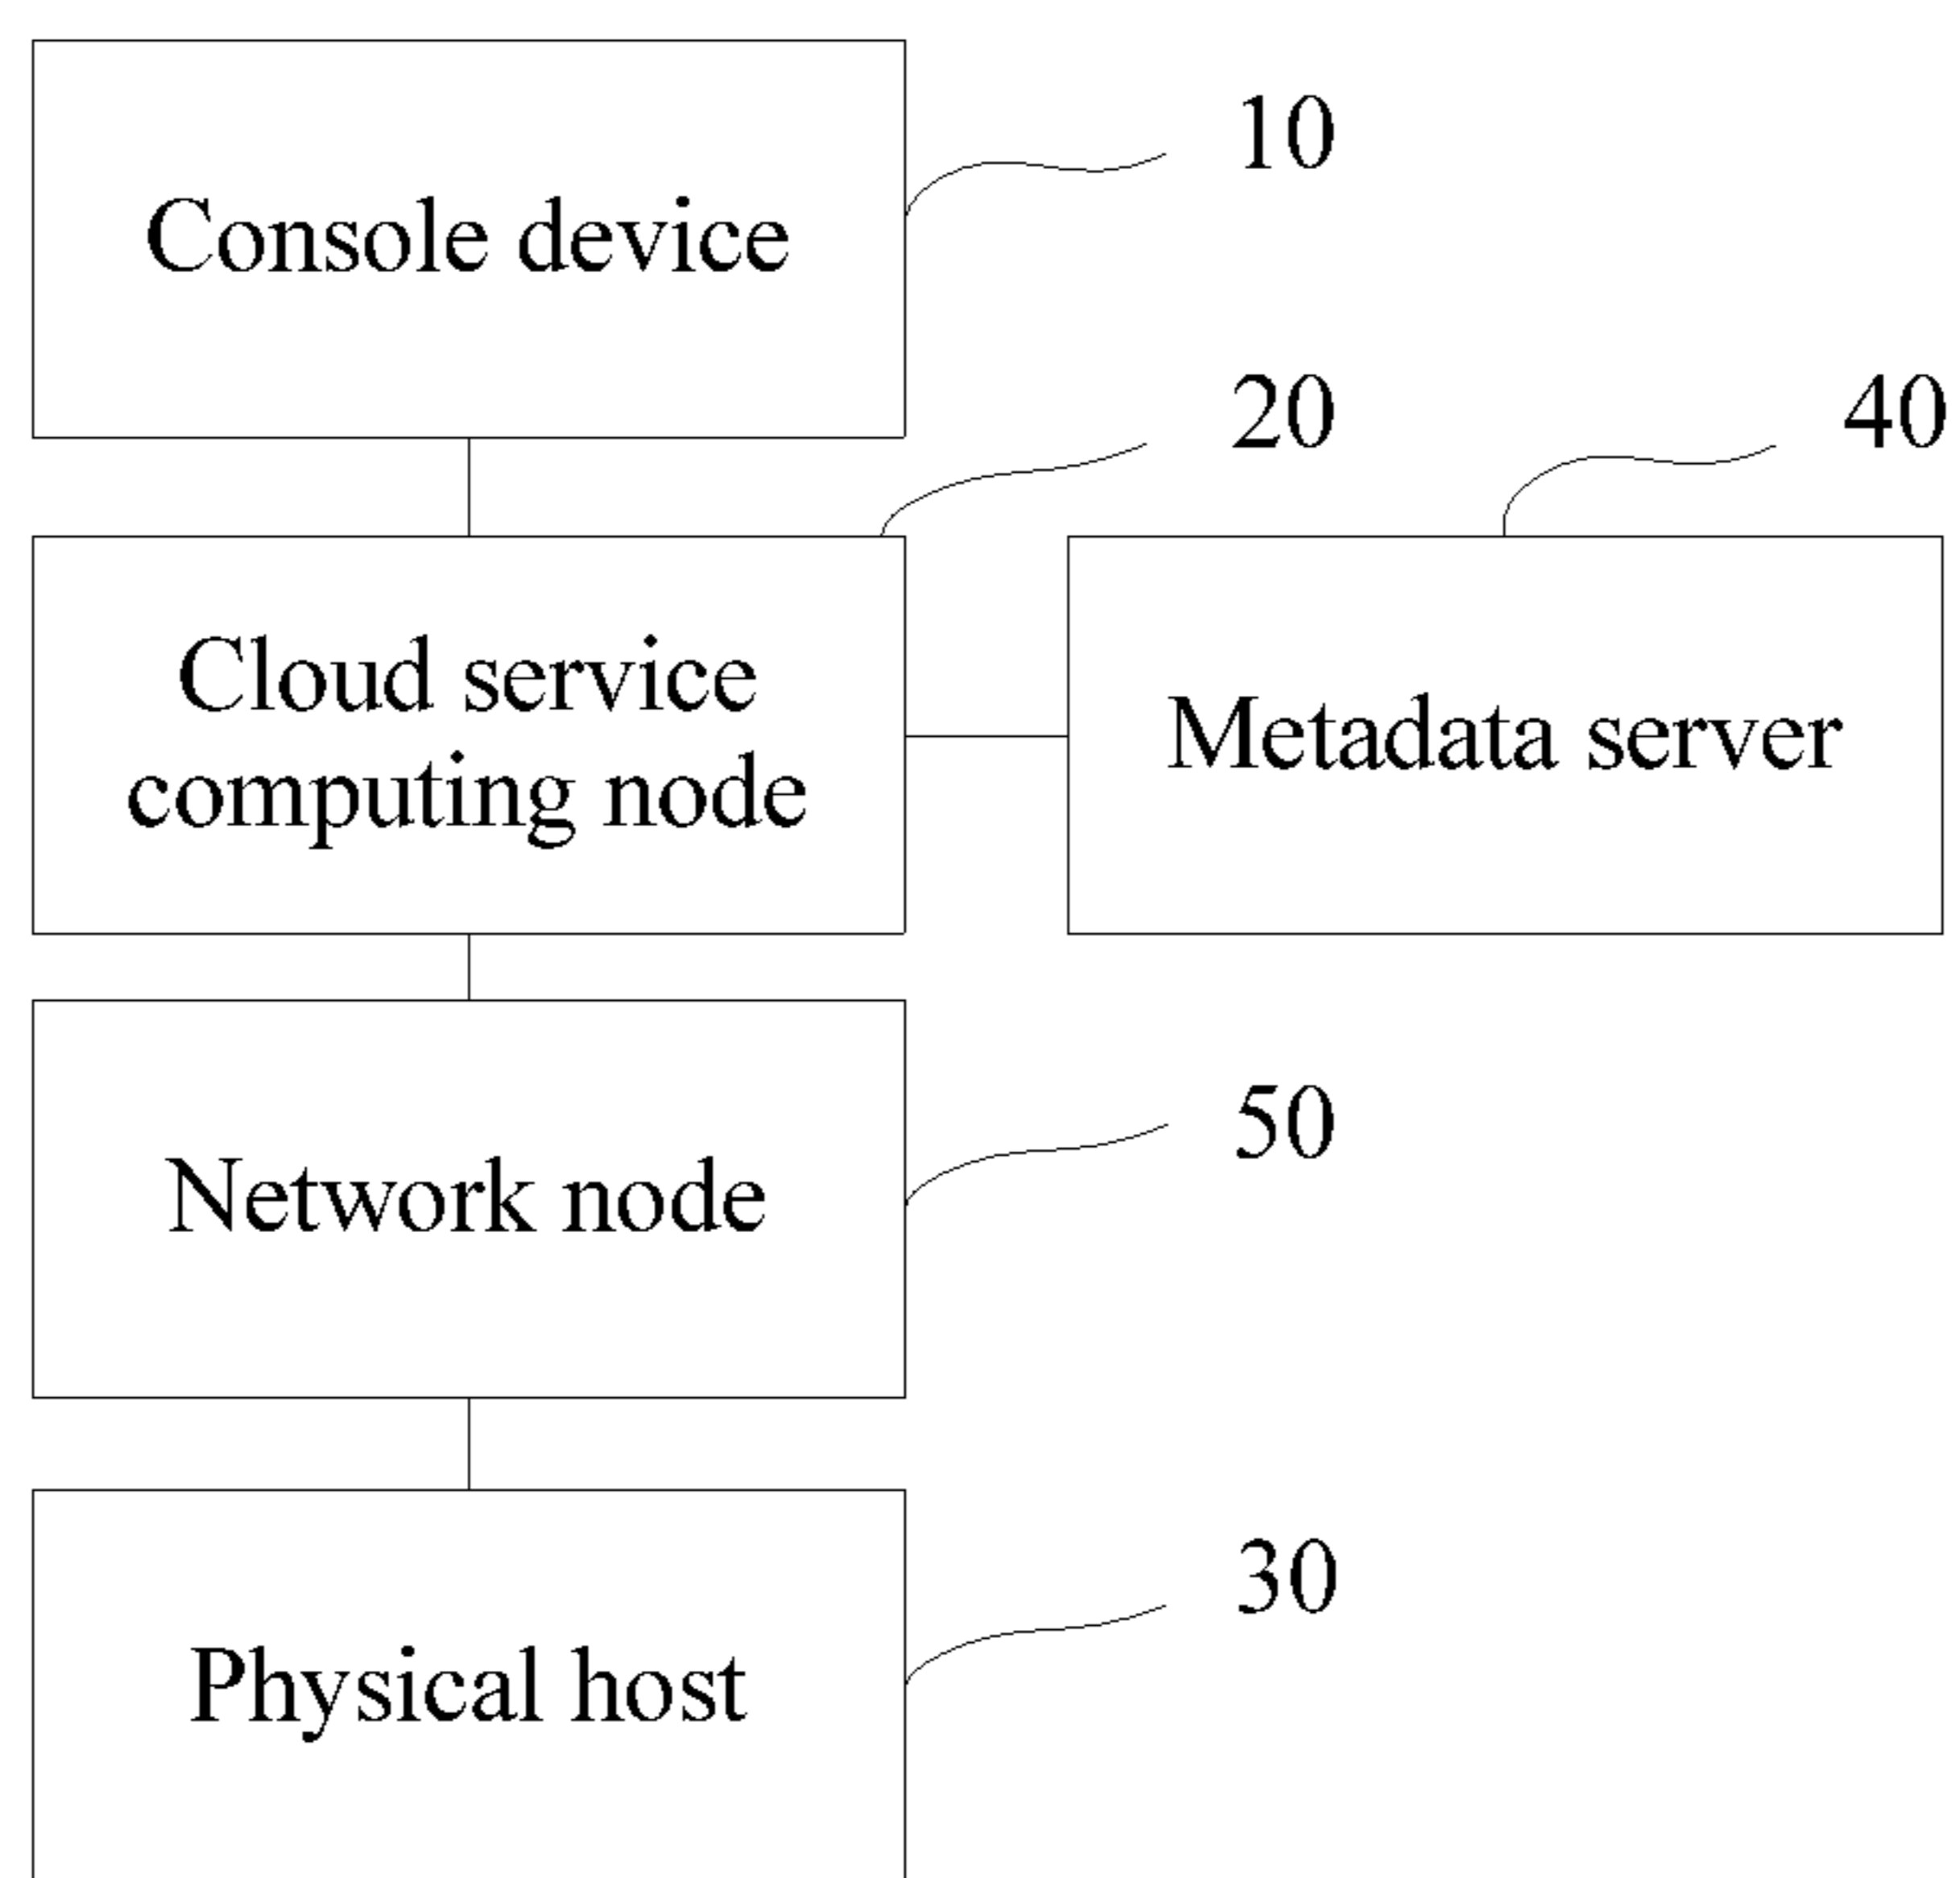 Console device
10
20
40
Cloud service
computing node
Metadata server
Network node
50
Physical host
30